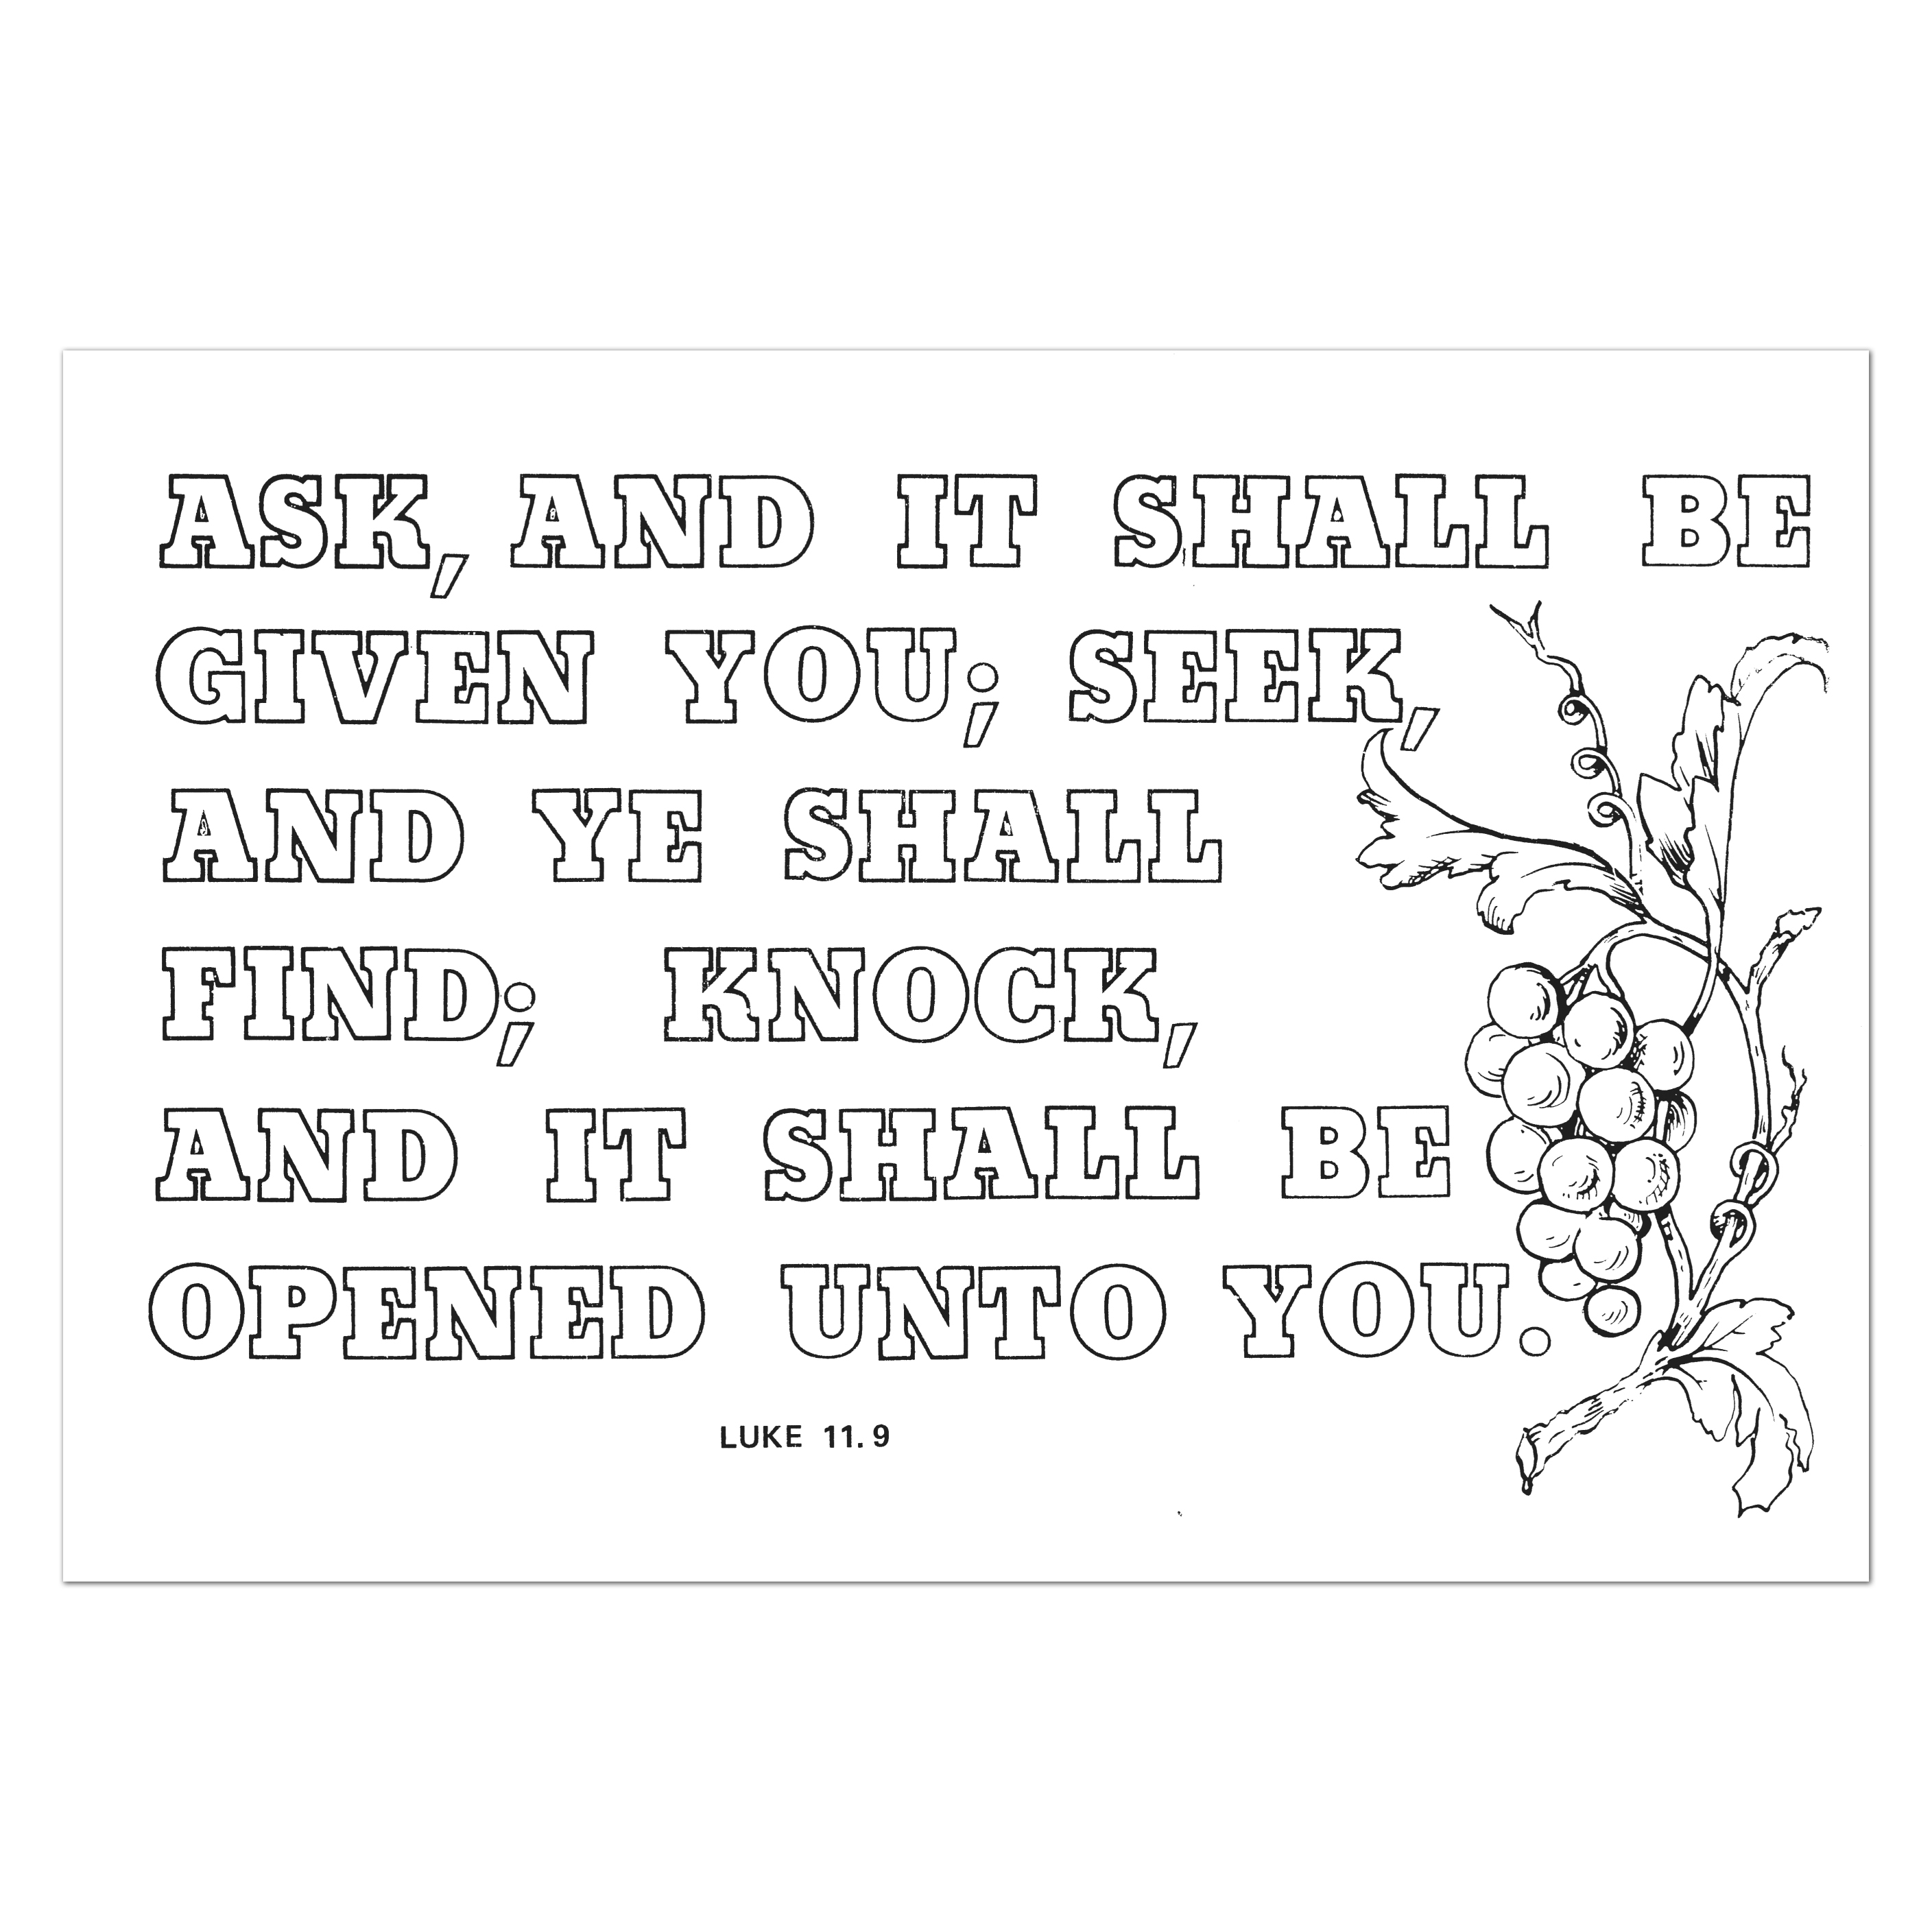 ASK, AND IT SHALL BE
GIVEN YOU; SEEK,
AND YE SHALL
FIND; KNOCK,
AND IT SHALL BE
OPENED UNTO YOU.
LUKE 11.9